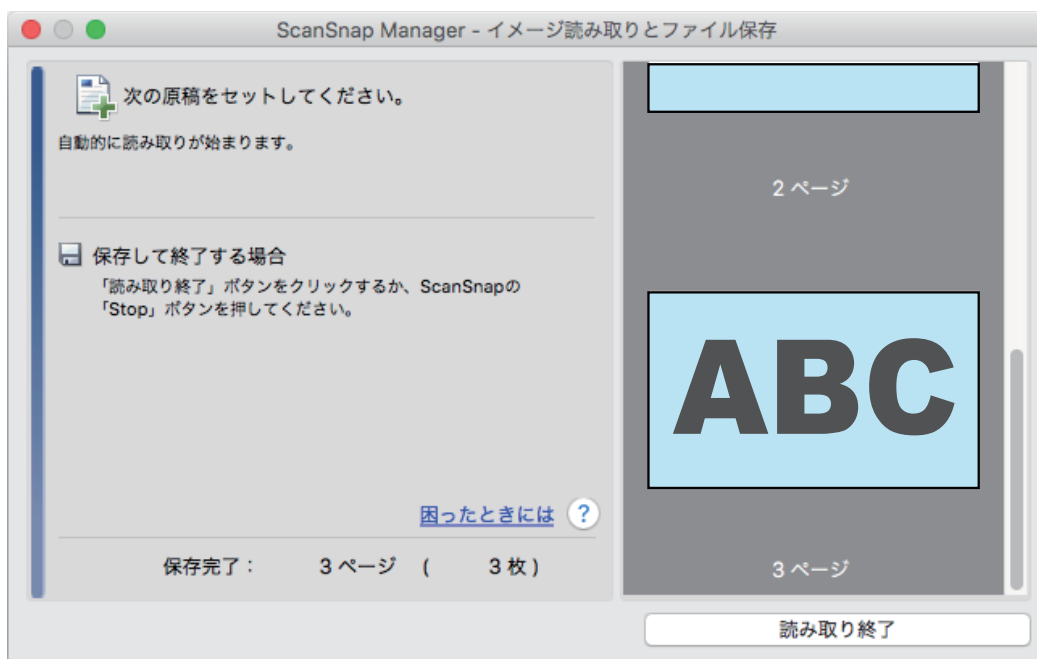 ScanSnap Manager - イメージ読み取りとファイル保存
次の原稿をセットしてください。
自動的に読み取りが始まります。
保存して終了する場合
「読み取り終了」ボタンをクリックするか、ScanSnapの
「Stop」ボタンを押してください。
困ったときには ?
保存完了： 3 ページ ( 3 枚 )
2 ページ
ABC
3 ページ
読み取り終了